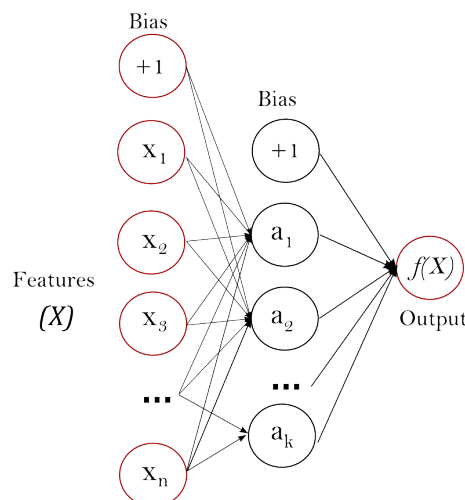 Bias
+1
x1
x2
Features
(X)
x3
...
xn
Bias
+1
a1
a2
...
ak
f(X)
Output